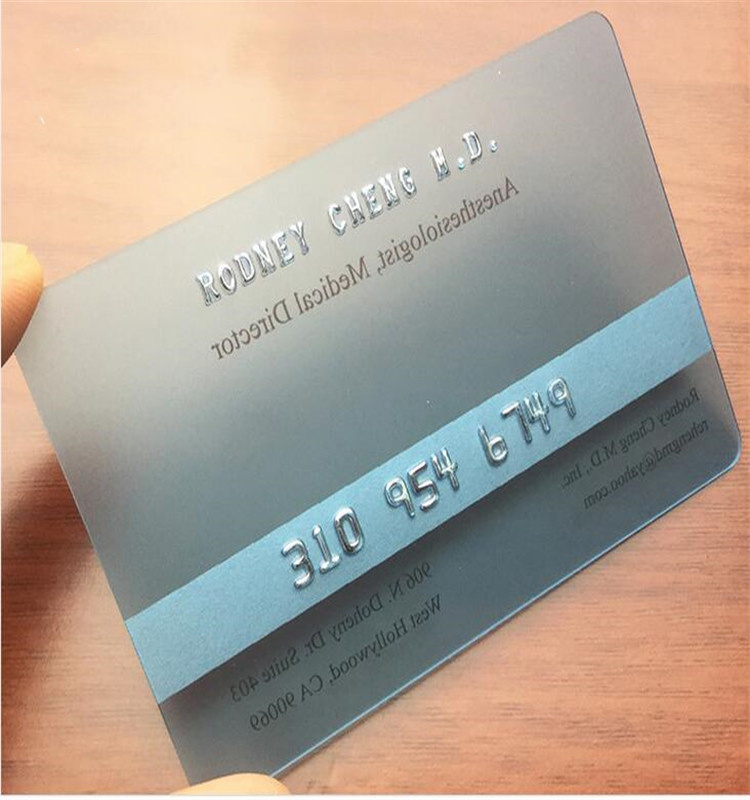 RODNEY CHENG M.D.
Anesthesiologist, Medical Director
310 954 6749
Rodney Cheng M.D., Inc.
rchengmd@yahoo.com
906 N. Doheny Dr. Suite 403
West Hollywood, CA 90069